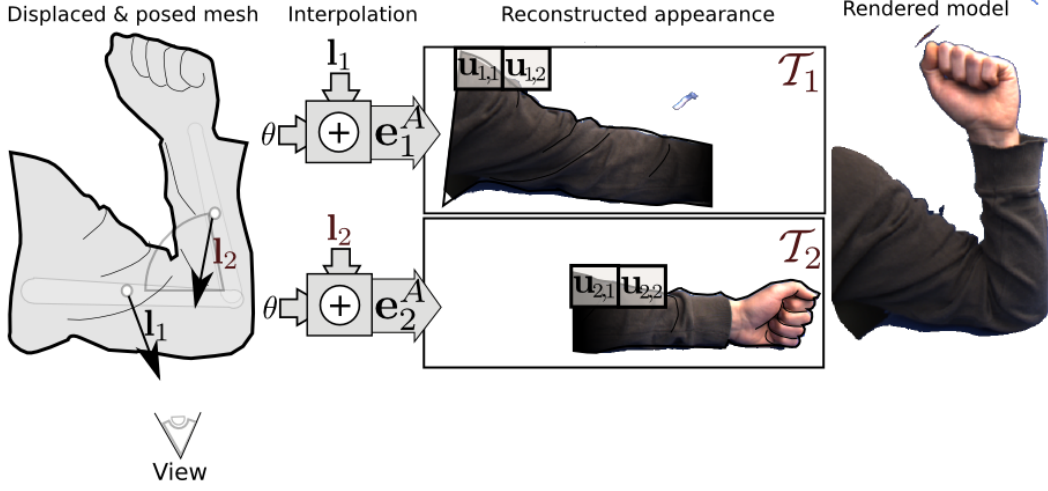 Displaced & posed mesh
Interpolation
Reconstructed appearance
Rendered model
l₁
θ
+
e₁ᴬ
u₁,₁ u₁,₂
𝒯₁
l₂
l₁
l₂
θ
+
e₂ᴬ
u₂,₁ u₂,₂
𝒯₂
View